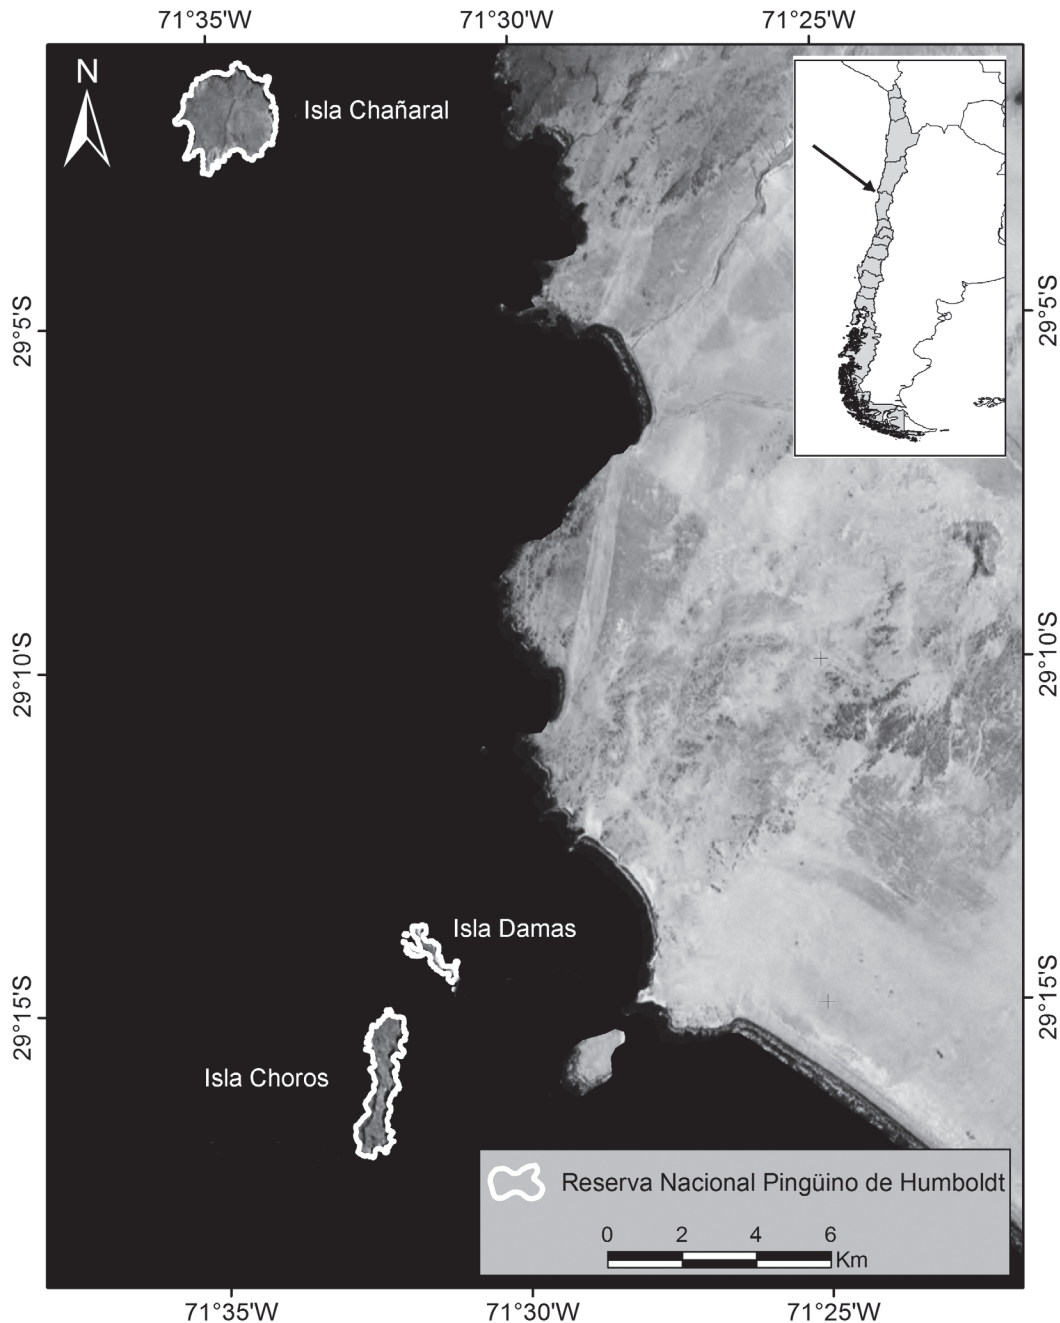 71°35'W 71°30'W 71°25'W
N
Isla Chañaral
29°5'S 29°5'S
29°10'S 29°10'S
Isla Damas
29°15'S 29°15'S
Isla Choros
Reserva Nacional Pingüino de Humboldt
0 2 4 6
Km
71°35'W 71°30'W 71°25'W